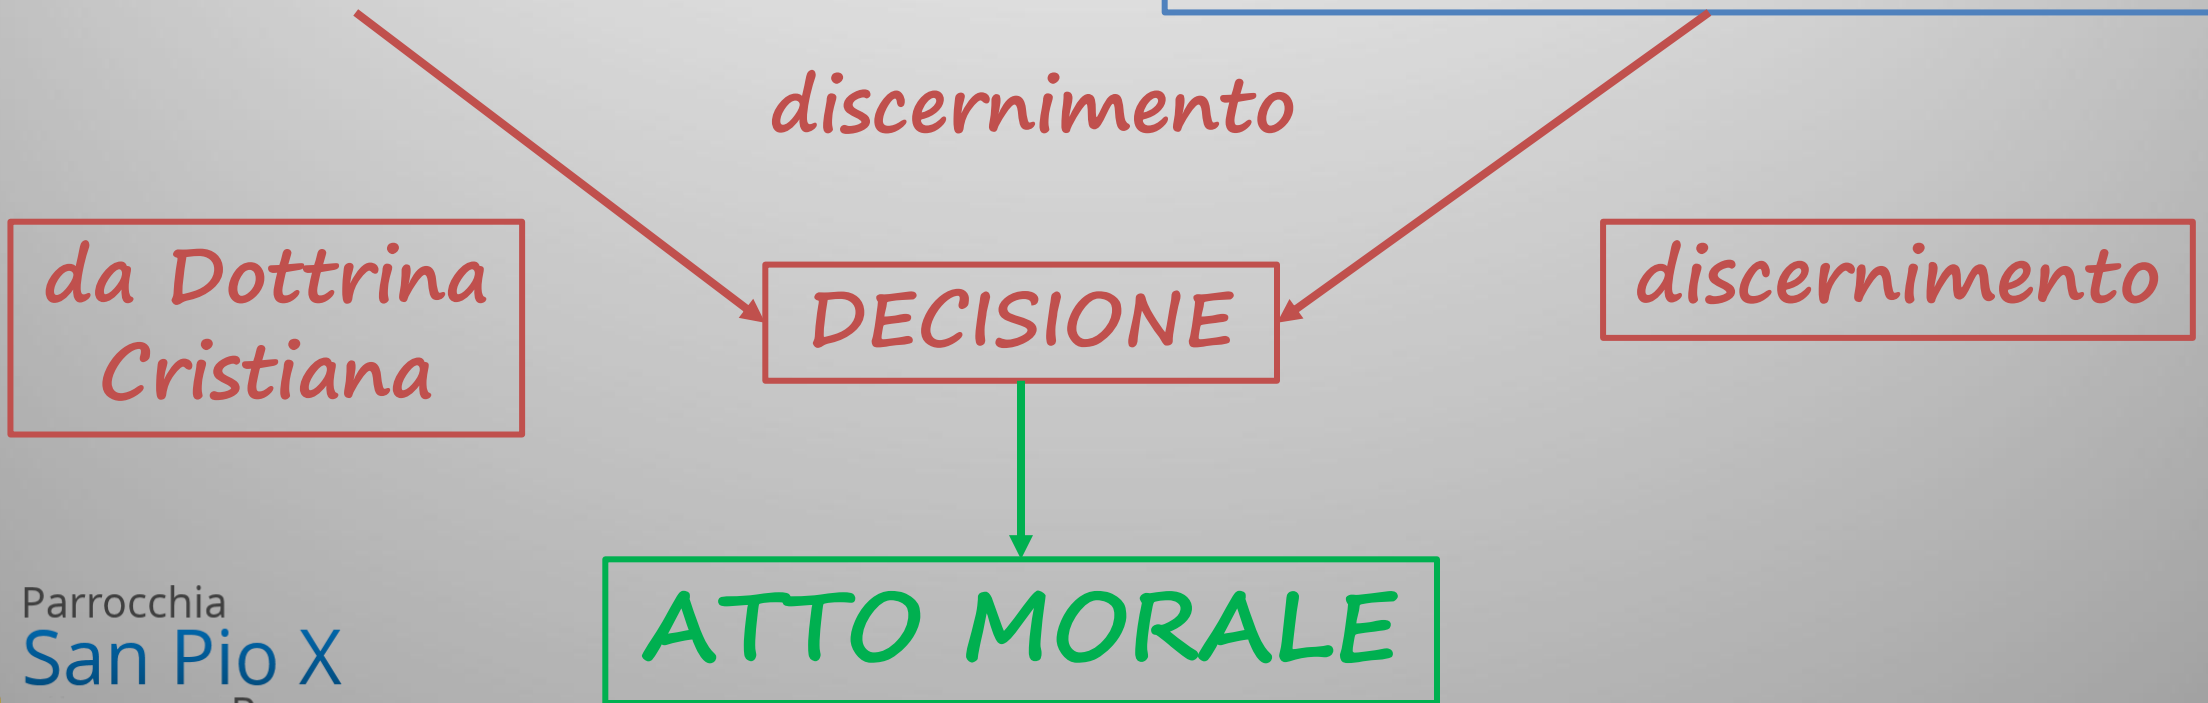 discernimento
da Dottrina
Cristiana
DECISIONE
discernimento
ATTO MORALE
Parrocchia
San Pio X